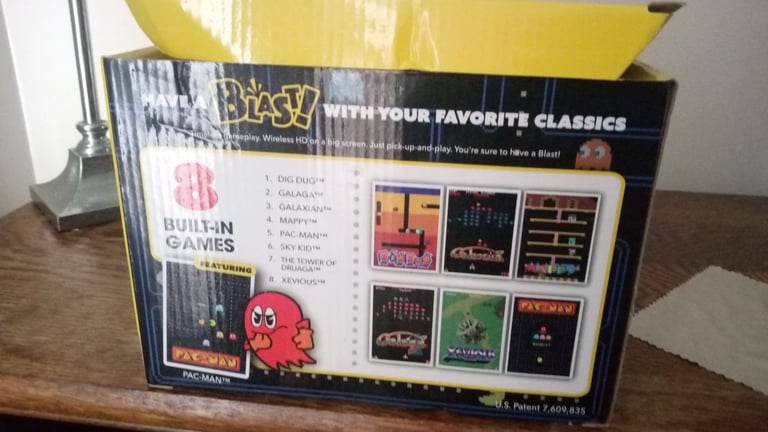 HAVE A BLAST! WITH YOUR FAVORITE CLASSICS
gameplay. Wireless HD on a big screen. Just pick-up-and-play. You're sure to have a Blast!
8
BUILT-IN
GAMES
1. DIG DUG™
2. GALAGA™
3. GALAXIAN™
4. MAPPY™
5. PAC-MAN™
6. SKY KID™
7. THE TOWER OF
DRUAGA™
8. XEVIOUS™
FEATURING
PAC-MAN
PAC-MAN™
DIG DUG
XEVIOUS
PAC-MAN
U.S. Patent 7,609,835